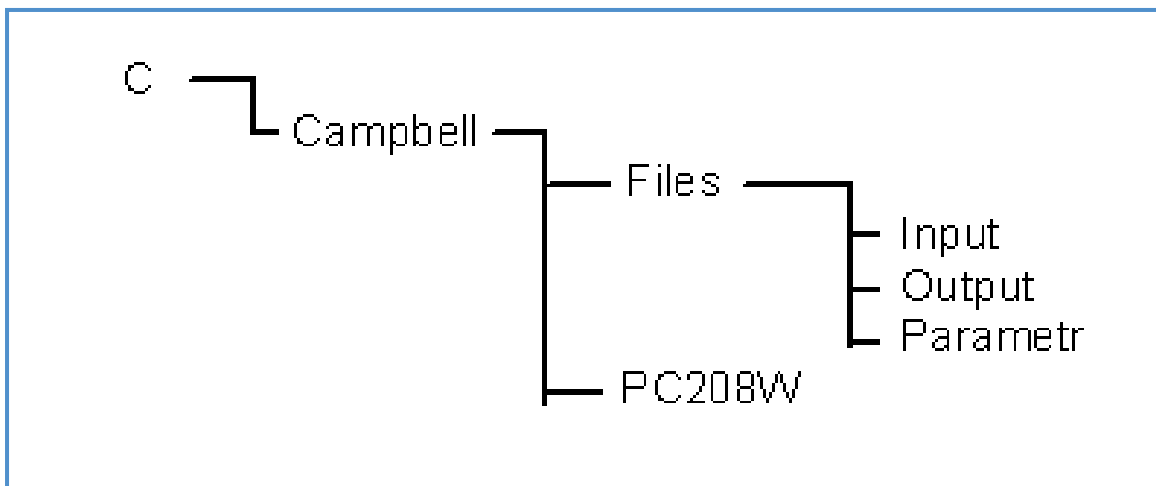 C
Campbell
Files
Input
Output
Parametr
PC208W